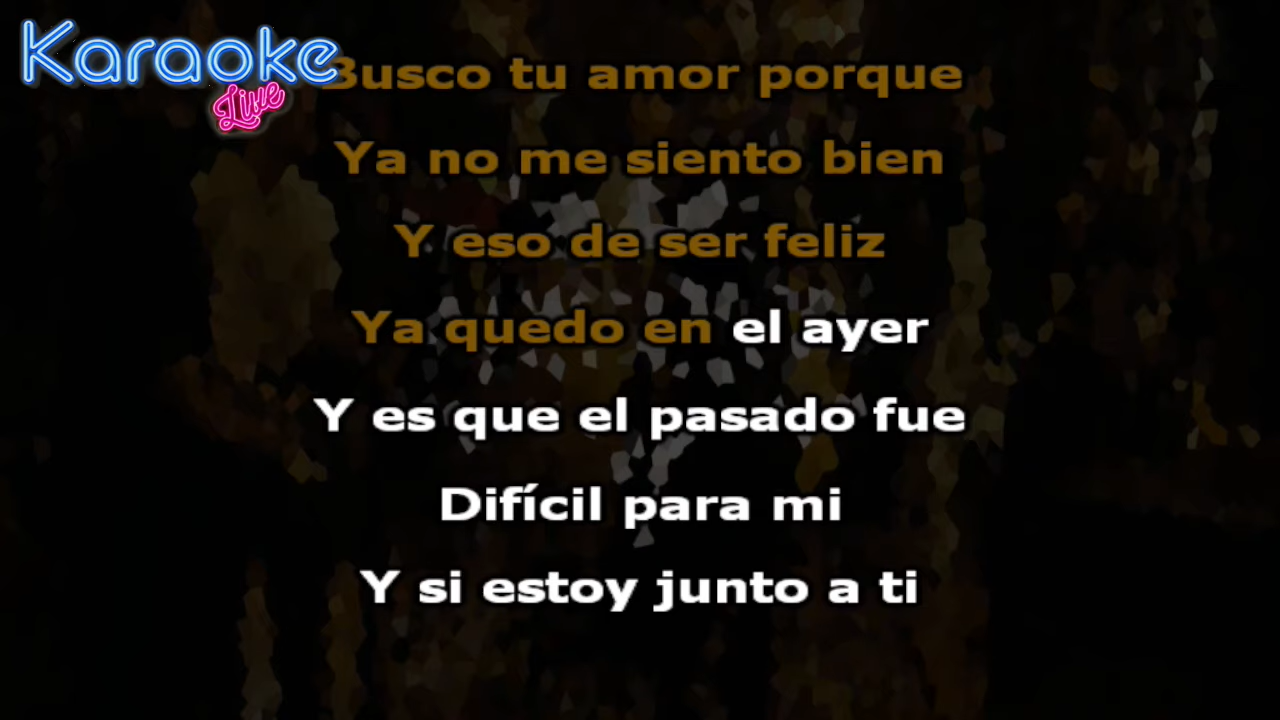 Karaoke
Live
Busco tu amor porque
Ya no me siento bien
Y eso de ser feliz
Ya quedo en el ayer
Y es que el pasado fue
Difícil para mi
Y si estoy junto a ti